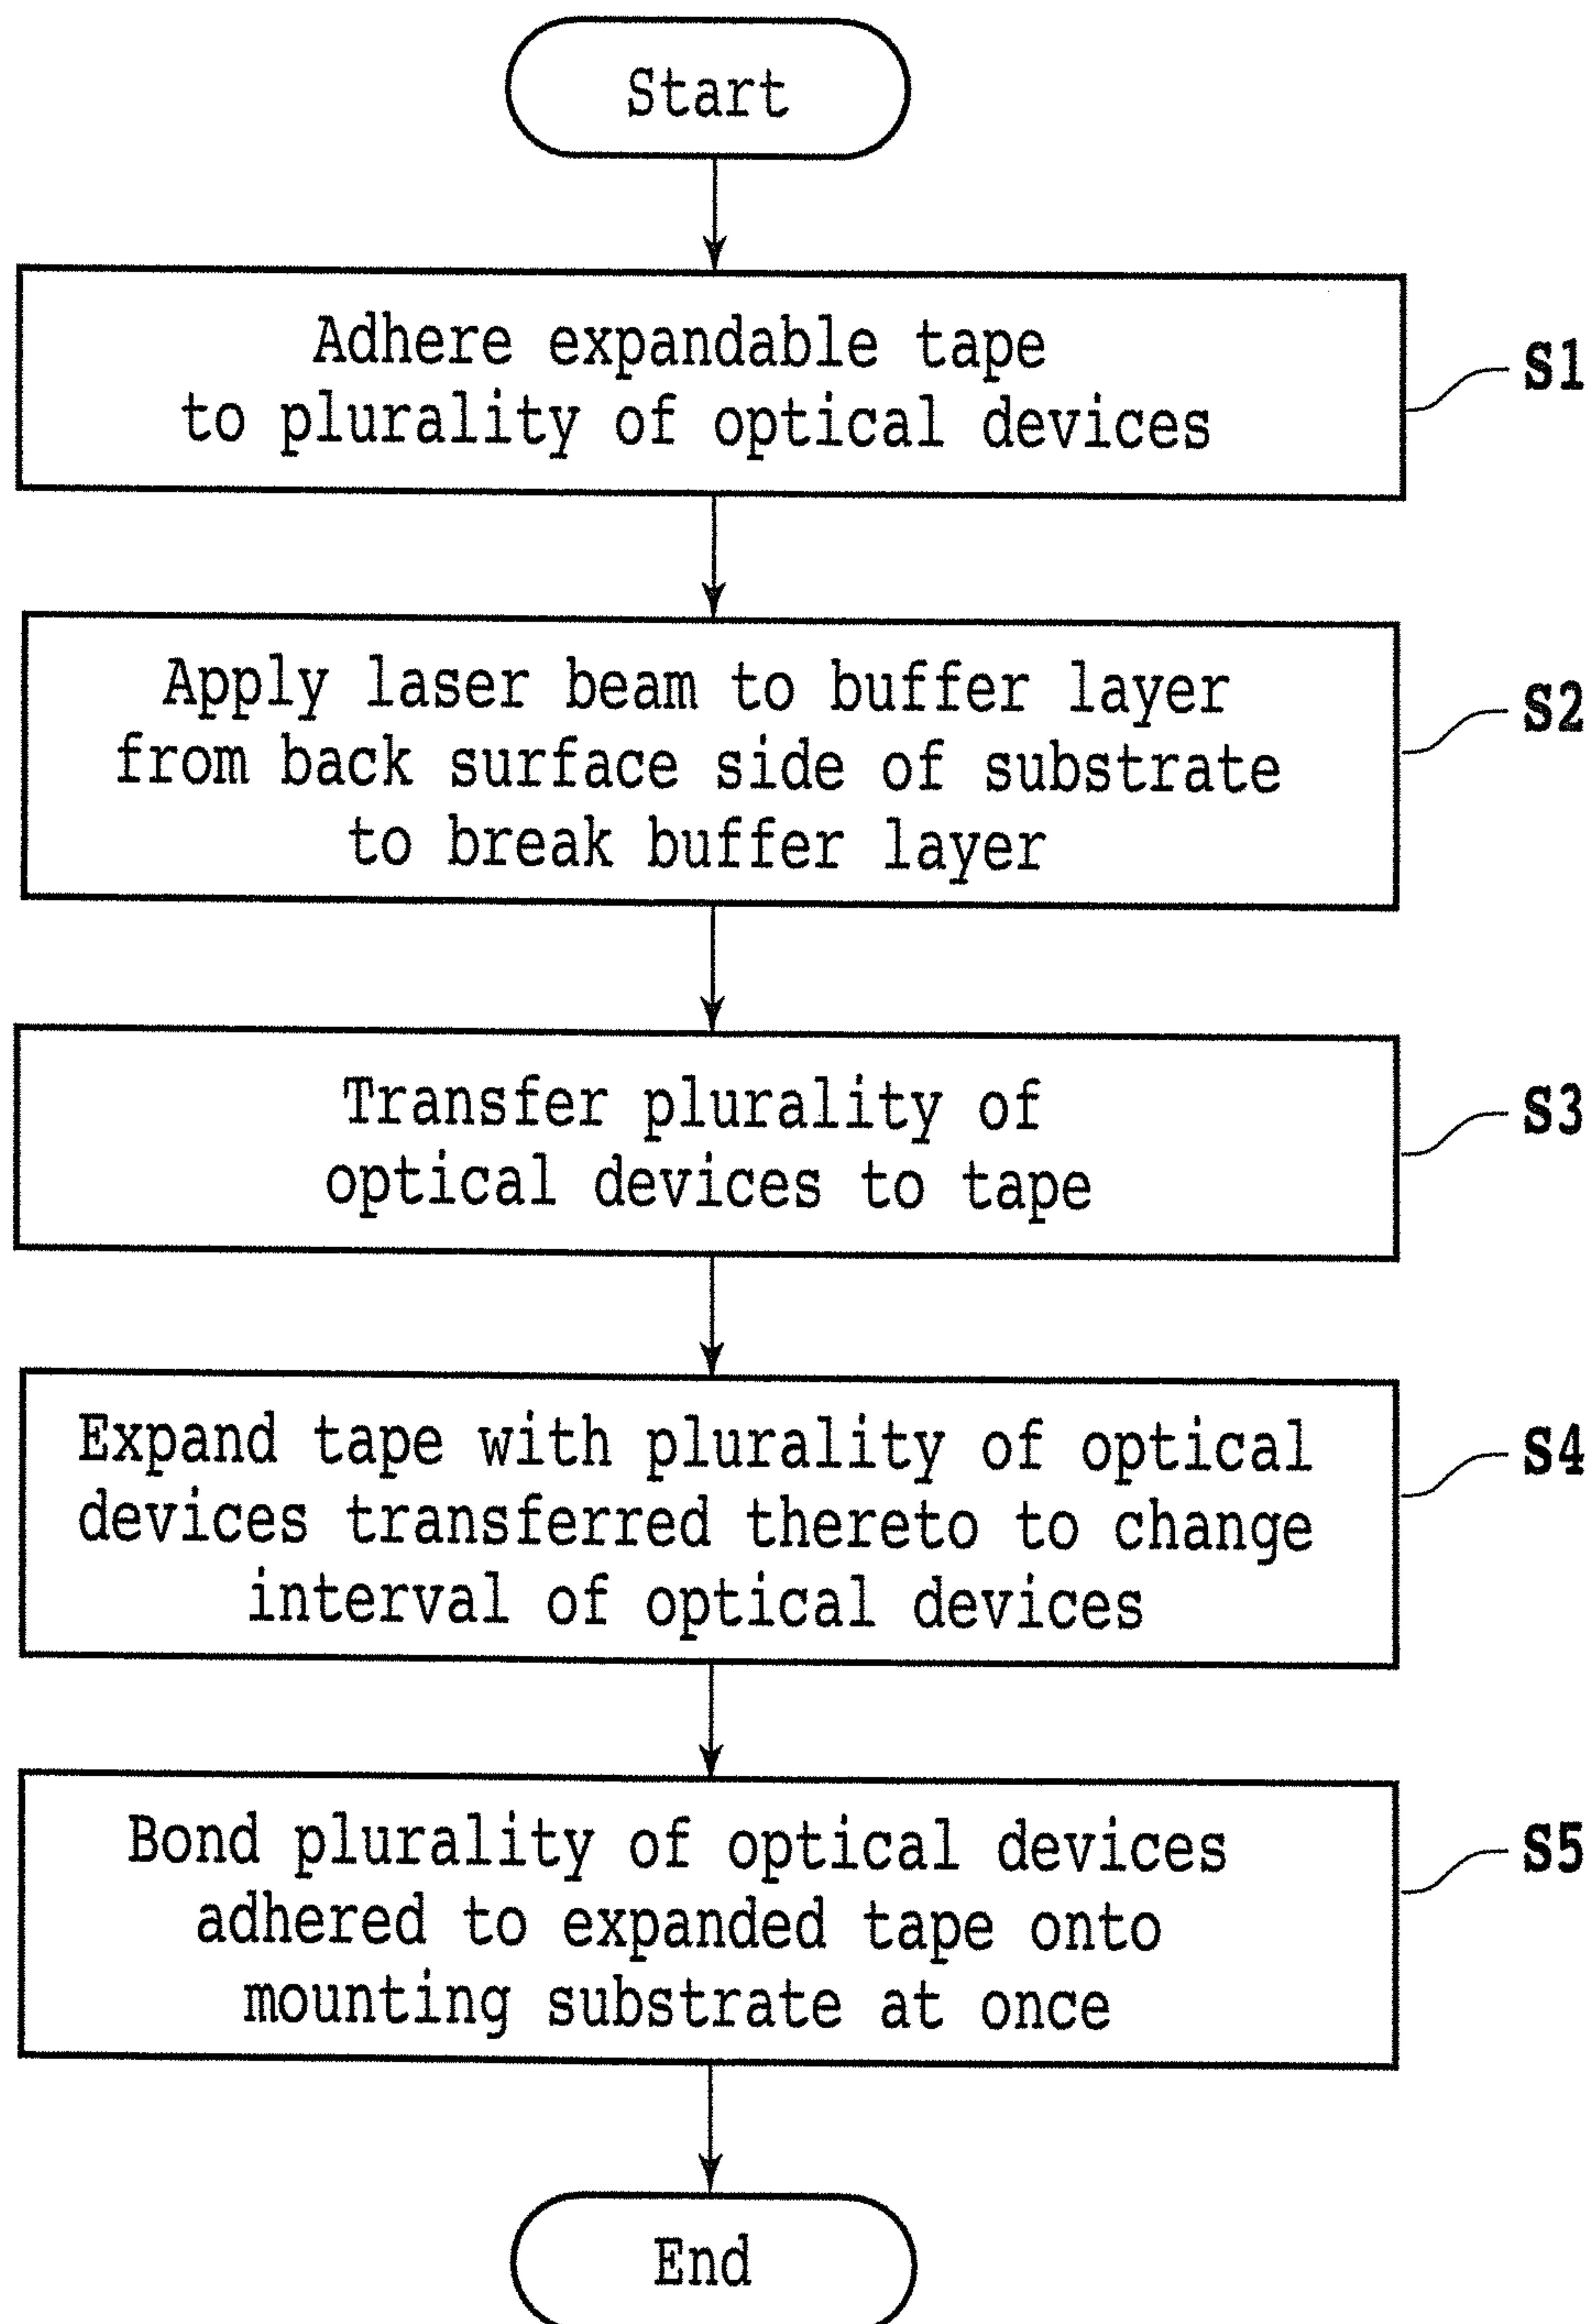 Start
Adhere expandable tape
to plurality of optical devices
S1
Apply laser beam to buffer layer
from back surface side of substrate
to break buffer layer
S2
Transfer plurality of
optical devices to tape
S3
Expand tape with plurality of optical
devices transferred thereto to change
interval of optical devices
S4
Bond plurality of optical devices
adhered to expanded tape onto
mounting substrate at once
S5
End